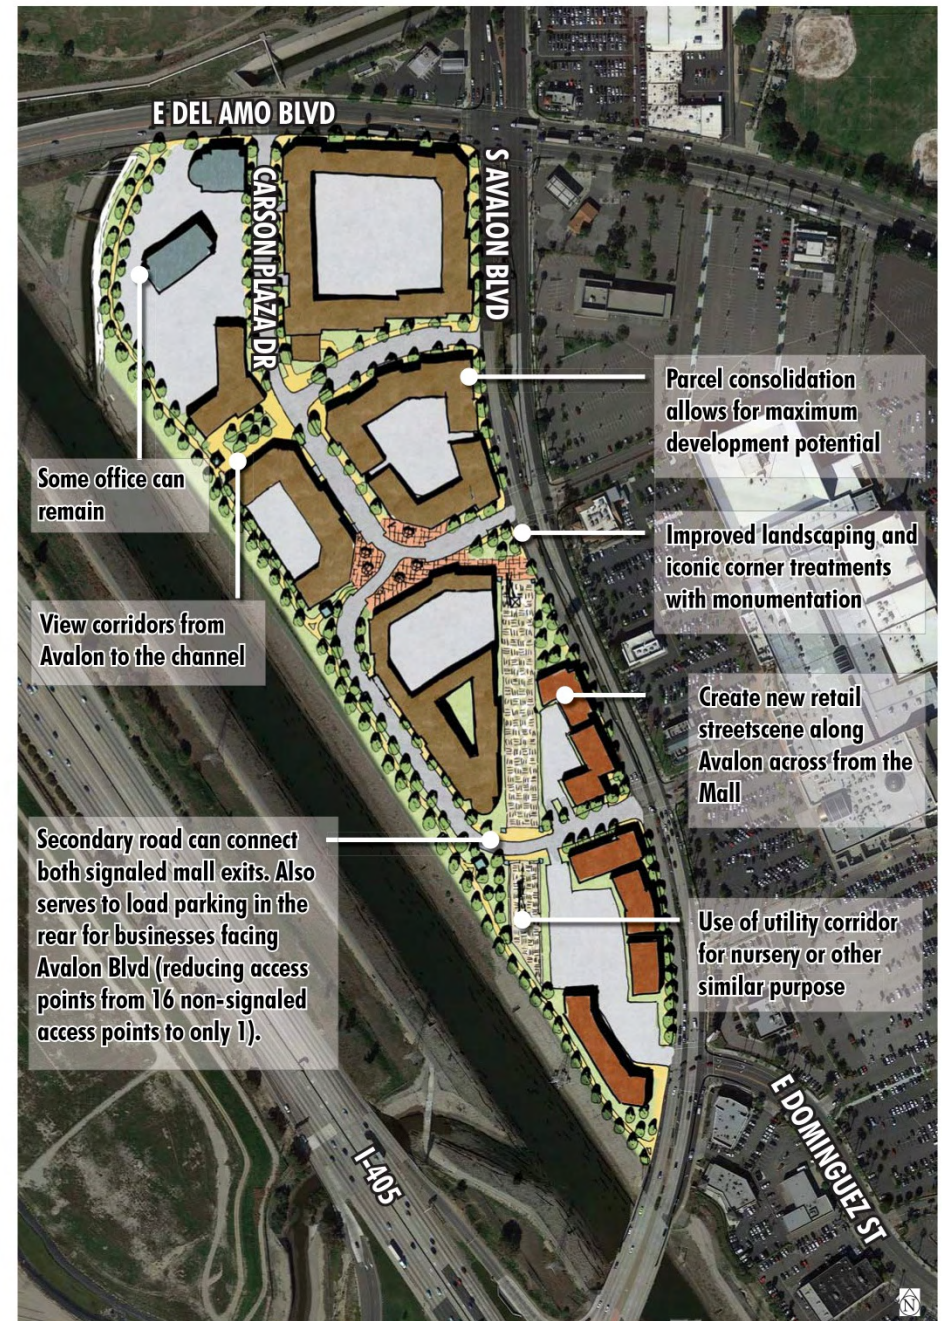 E DEL AMO BLVD
CARSON PLAZA DR
S AVALON BLVD
Parcel consolidation
allows for maximum
development potential
Some office can
remain
Improved landscaping and
iconic corner treatments
with monumentation
View corridors from
Avalon to the channel
Create new retail
streetscene along
Avalon across from the
Mall
Secondary road can connect
both signaled mall exits. Also
serves to load parking in the
rear for businesses facing
Avalon Blvd (reducing access
points from 16 non-signaled
access points to only 1).
Use of utility corridor
for nursery or other
similar purpose
E DOMINGUEZ ST
I-405
N